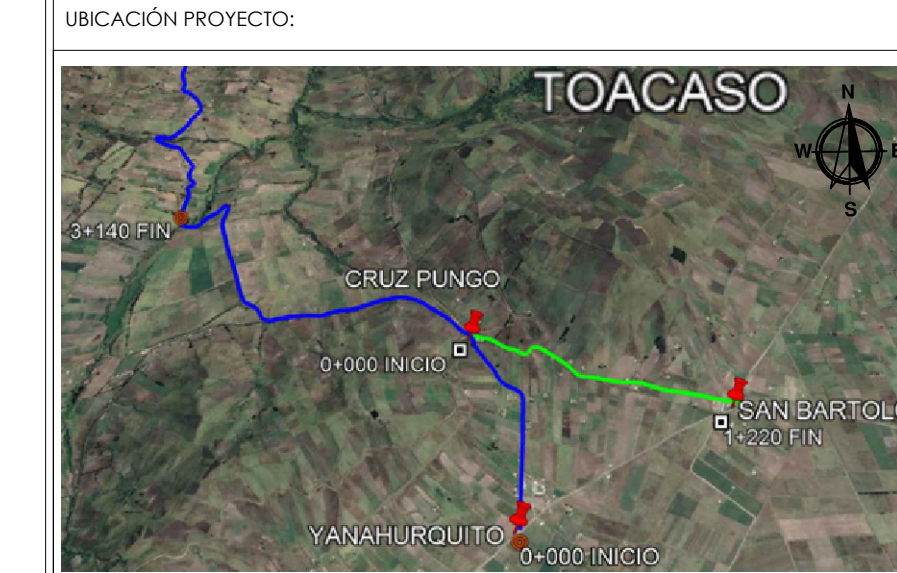 UBICACIÓN PROYECTO:
TOACASO
N
W E
S
3+140 FIN
CRUZ PUNGO
0+000 INICIO
SAN BARTOLO
1+220 FIN
YANAHURQUITO
0+000 INICIO